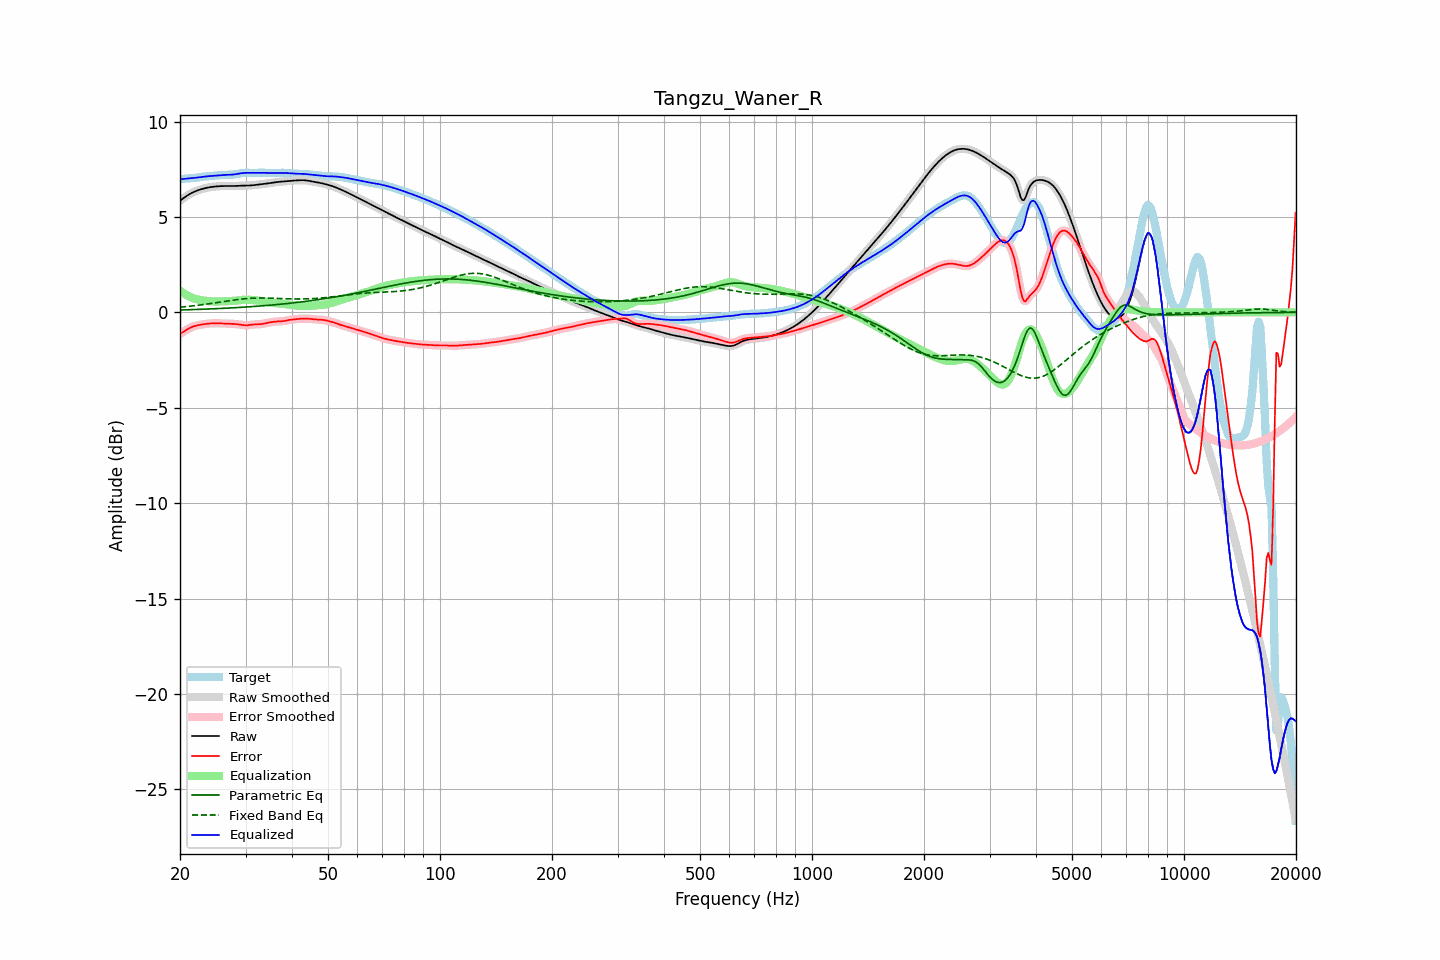 Tangzu_Waner_R
10
5
0
−5
−10
−15
−20
−25
Amplitude (dBr)
Target
Raw Smoothed
Error Smoothed
Raw
Error
Equalization
Parametric Eq
Fixed Band Eq
Equalized
20 50 100 200 500 1000 2000 5000 10000 20000
Frequency (Hz)